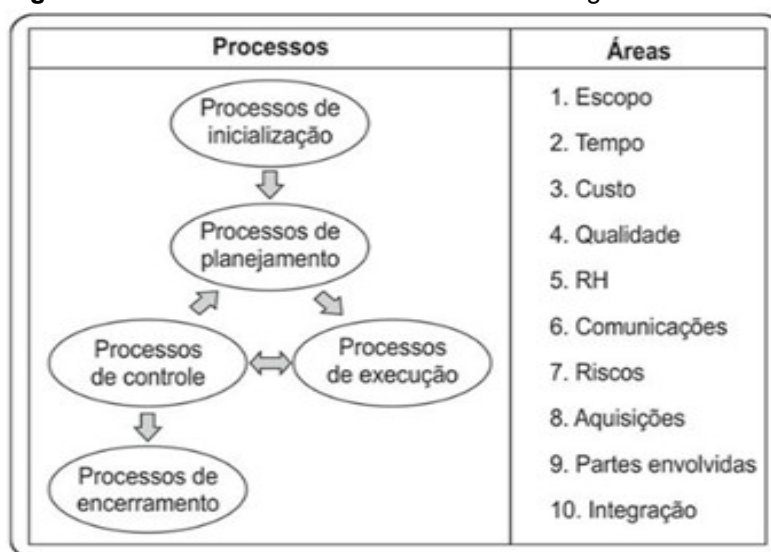 Processos
Processos de
inicialização
Processos de
planejamento
Processos
de controle
Processos
de execução
Processos de
encerramento
Áreas
1. Escopo
2. Tempo
3. Custo
4. Qualidade
5. RH
6. Comunicações
7. Riscos
8. Aquisições
9. Partes envolvidas
10. Integração